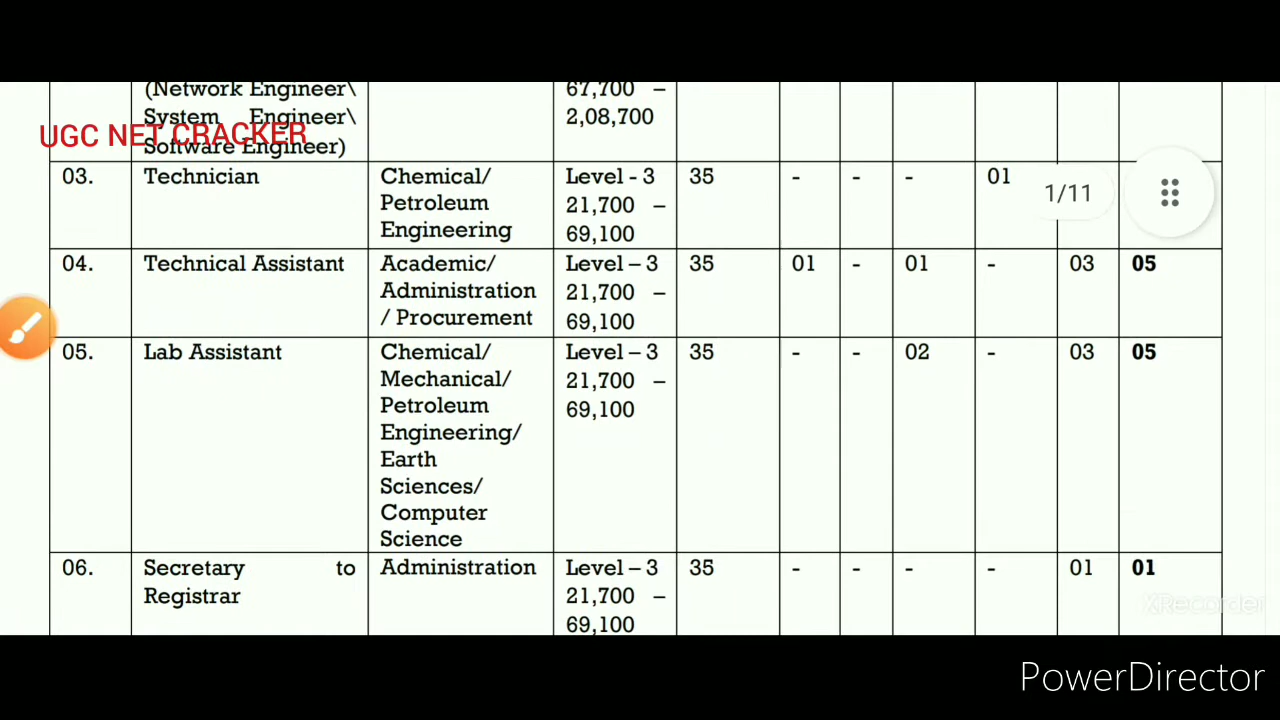 (Network Engineer\ 67,700 –
System Engineer\ 2,08,700
UGC NET CRACKER
Software Engineer)
03. Technician Chemical/ Level - 3 35 - - - 01
Petroleum 21,700 –
Engineering 69,100
1/11
04. Technical Assistant Academic/ Level – 3 35 01 - 01 - 03 05
Administration 21,700 –
/ Procurement 69,100
05. Lab Assistant Chemical/ Level – 3 35 - - 02 - 03 05
Mechanical/ 21,700 –
Petroleum 69,100
Engineering/
Earth
Sciences/
Computer
Science
06. Secretary to Administration Level – 3 35 - - - - 01 01
Registrar 21,700 –
69,100
XRecorder
PowerDirector